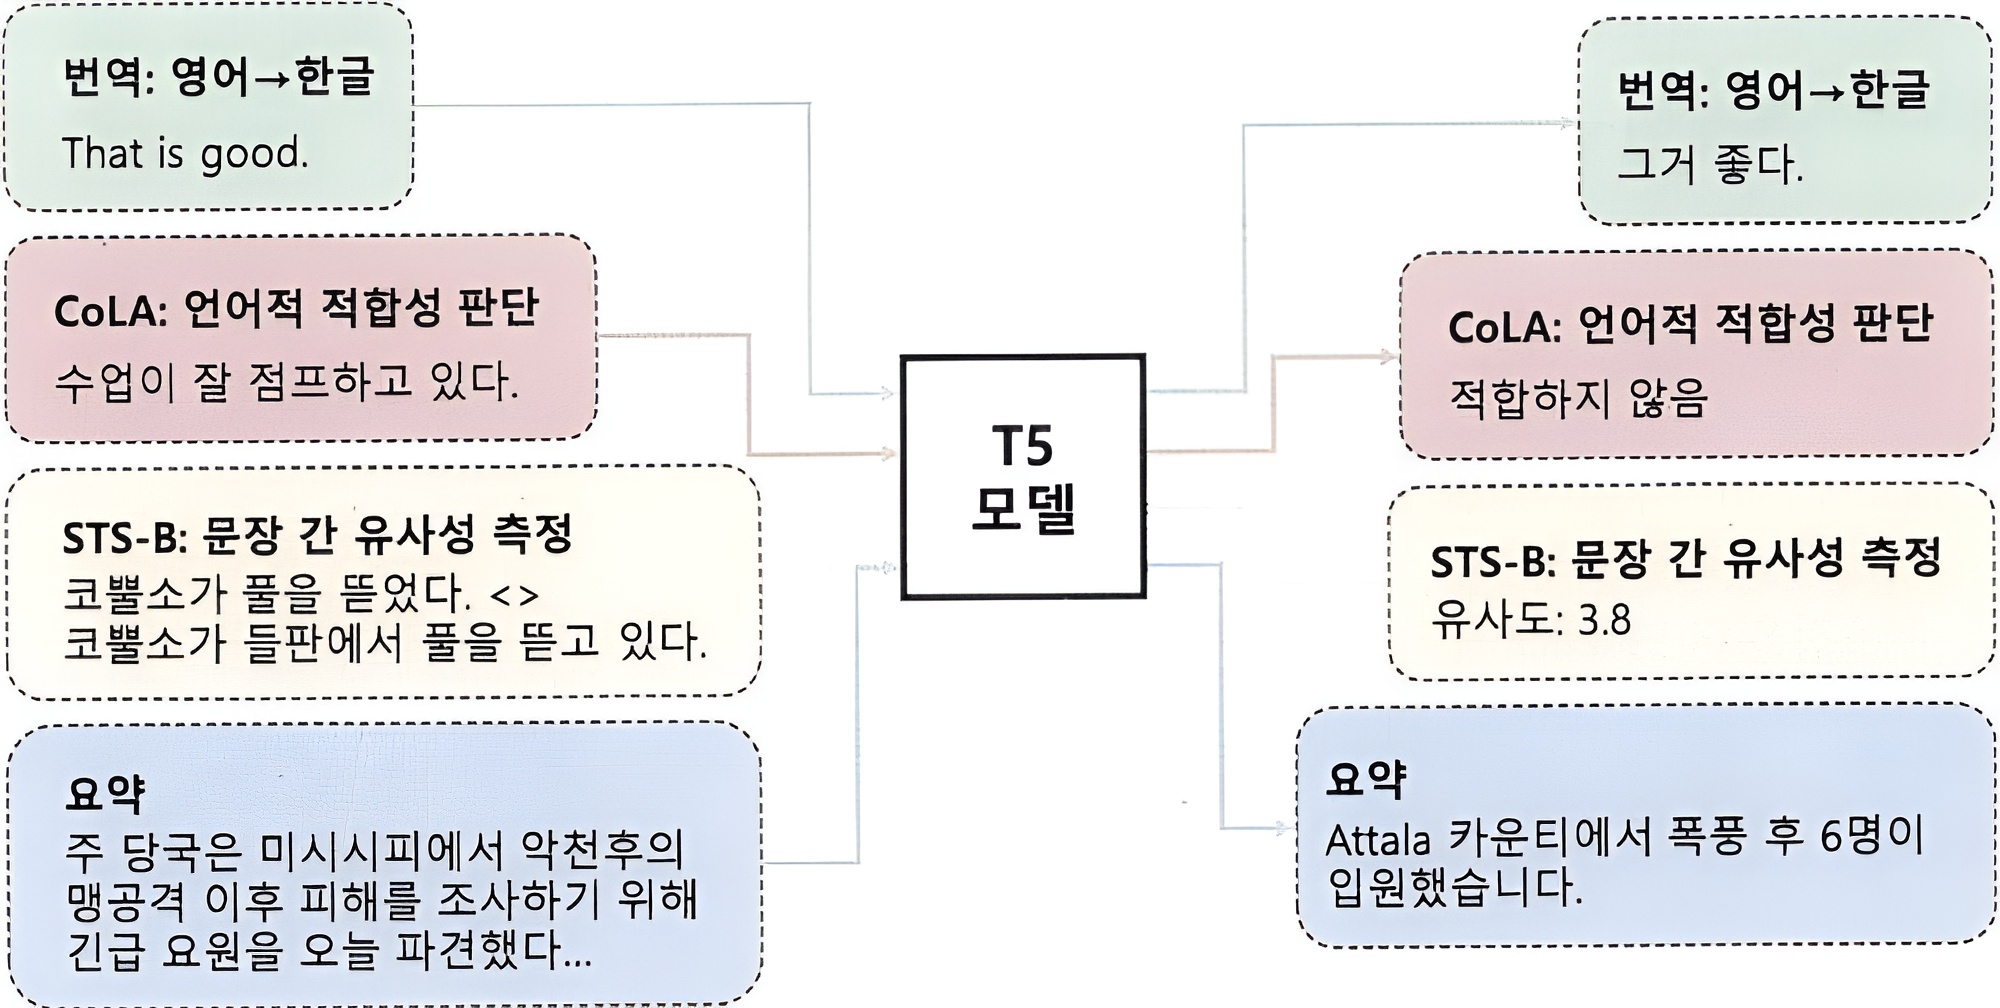 번역: 영어→한글
That is good.
CoLA: 언어적 적합성 판단
수업이 잘 점프하고 있다.
STS-B: 문장 간 유사성 측정
코뿔소가 풀을 뜯었다. <>
코뿔소가 들판에서 풀을 뜯고 있다.
요약
주 당국은 미시시피에서 악천후의
맹공격 이후 피해를 조사하기 위해
긴급 요원을 오늘 파견했다...
T5
모델
번역: 영어→한글
그거 좋다.
CoLA: 언어적 적합성 판단
적합하지 않음
STS-B: 문장 간 유사성 측정
유사도: 3.8
요약
Attala 카운티에서 폭풍 후 6명이
입원했습니다.